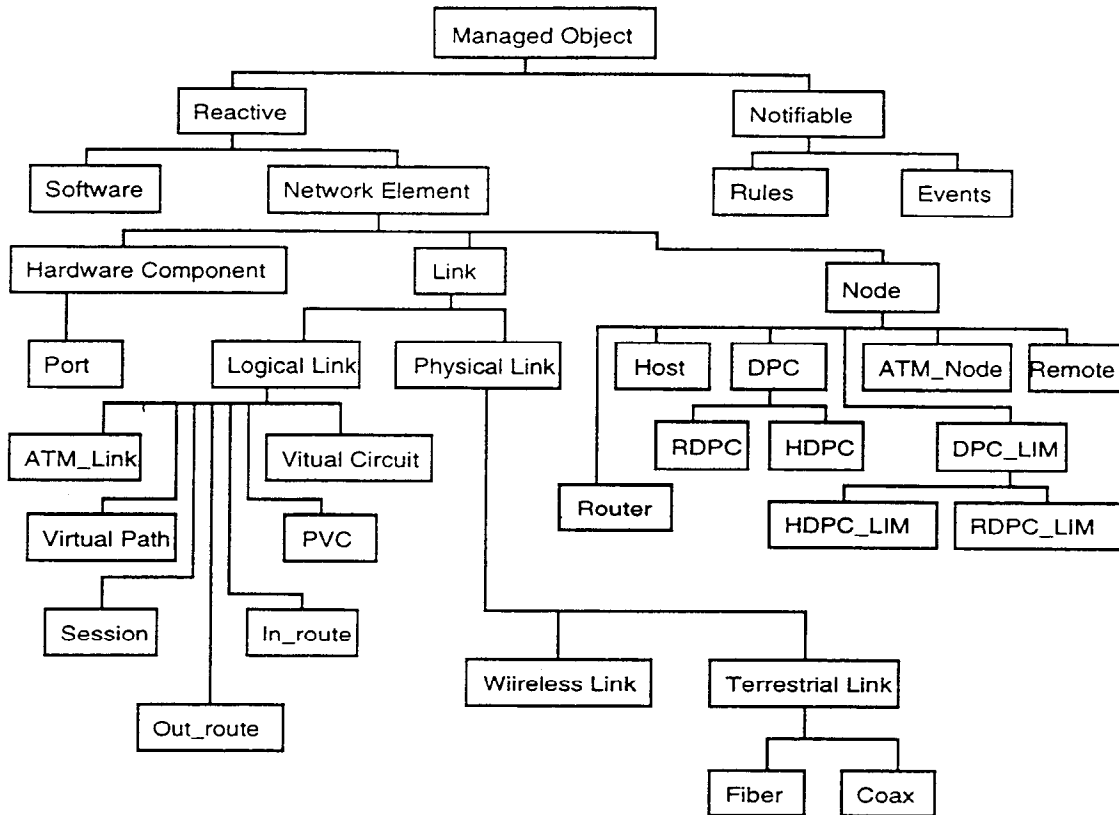 Managed Object
Reactive
Notifiable
Software
Network Element
Rules
Events
Hardware Component
Link
Node
Port
Logical Link
Physical Link
Host
DPC
ATM_Node
Remote
ATM_Link
Vitual Circuit
RDPC
HDPC
DPC_LIM
Virtual Path
PVC
Router
HDPC_LIM
RDPC_LIM
Session
In_route
Wiireless Link
Terrestrial Link
Out_route
Fiber
Coax